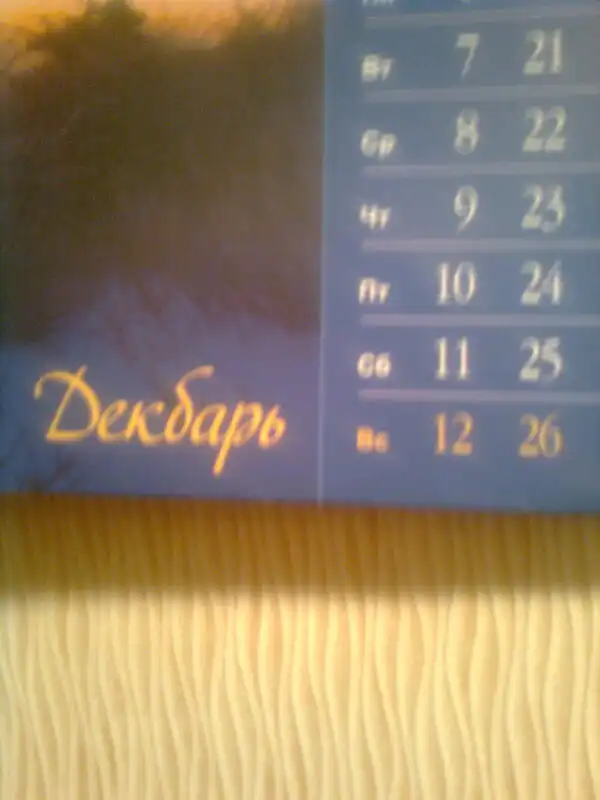 Декбарь
Вт 7 21
Ср 8 22
Чт 9 23
Пт 10 24
Сб 11 25
Вс 12 26